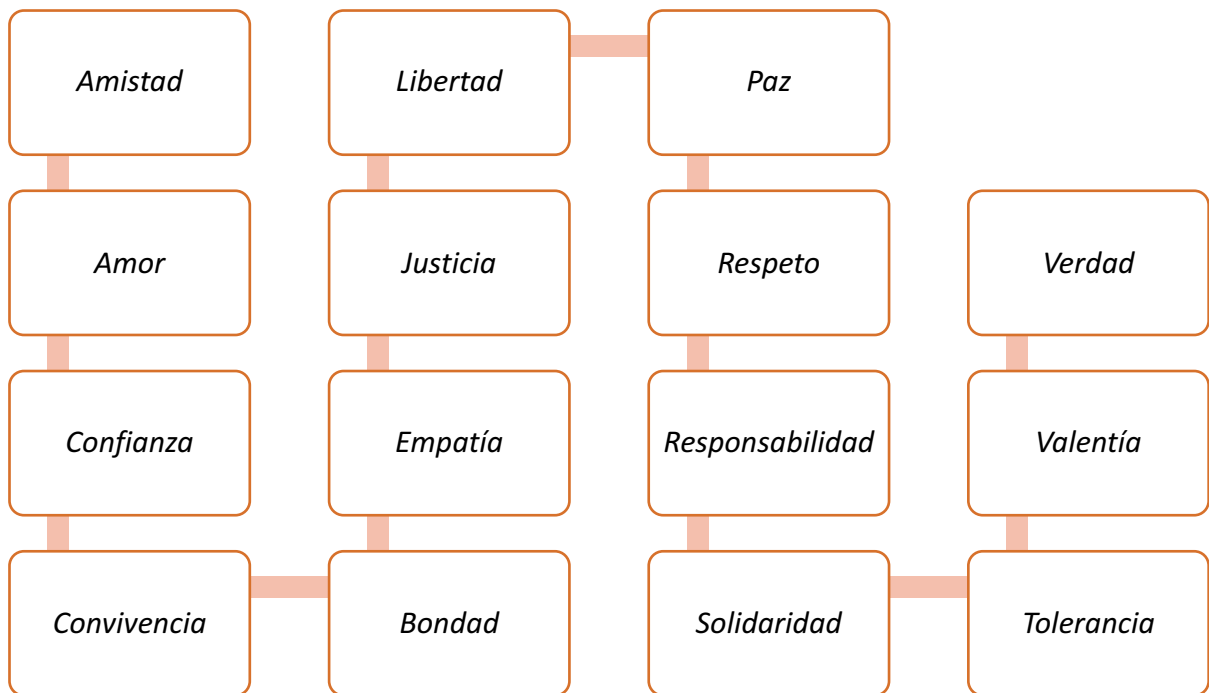 Amistad
Amor
Confianza
Convivencia
Bondad
Empatía
Justicia
Libertad
Paz
Respeto
Responsabilidad
Solidaridad
Tolerancia
Valentía
Verdad